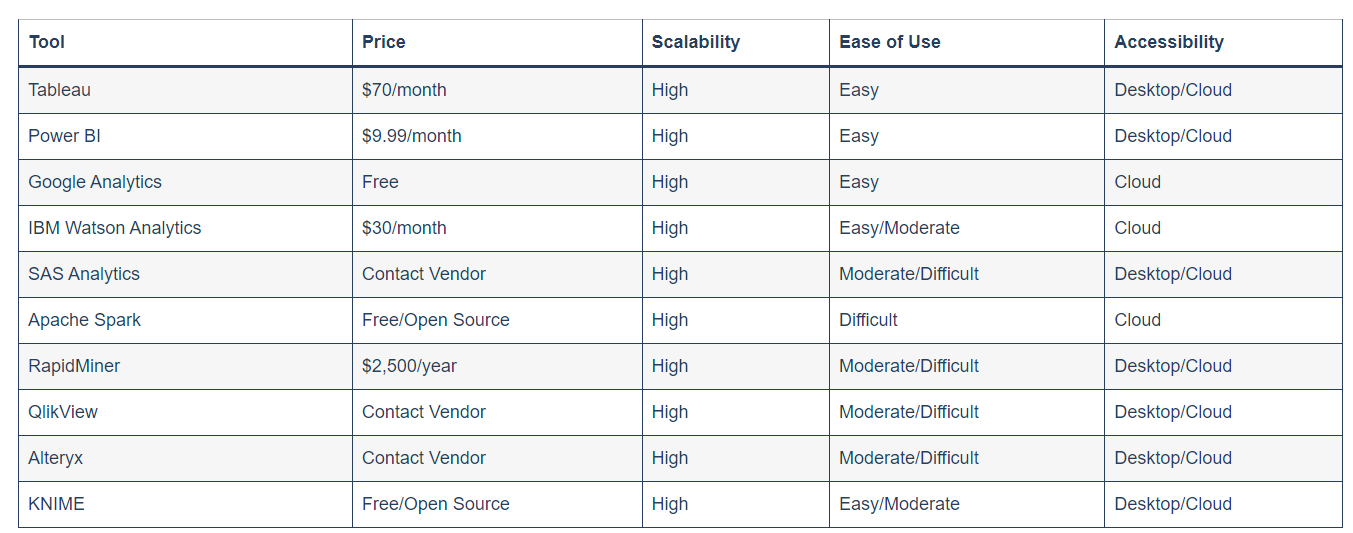 Tool Price Scalability Ease of Use Accessibility
Tableau $70/month High Easy Desktop/Cloud
Power BI $9.99/month High Easy Desktop/Cloud
Google Analytics Free High Easy Cloud
IBM Watson Analytics $30/month High Easy/Moderate Cloud
SAS Analytics Contact Vendor High Moderate/Difficult Desktop/Cloud
Apache Spark Free/Open Source High Difficult Cloud
RapidMiner $2,500/year High Moderate/Difficult Desktop/Cloud
QlikView Contact Vendor High Moderate/Difficult Desktop/Cloud
Alteryx Contact Vendor High Moderate/Difficult Desktop/Cloud
KNIME Free/Open Source High Easy/Moderate Desktop/Cloud